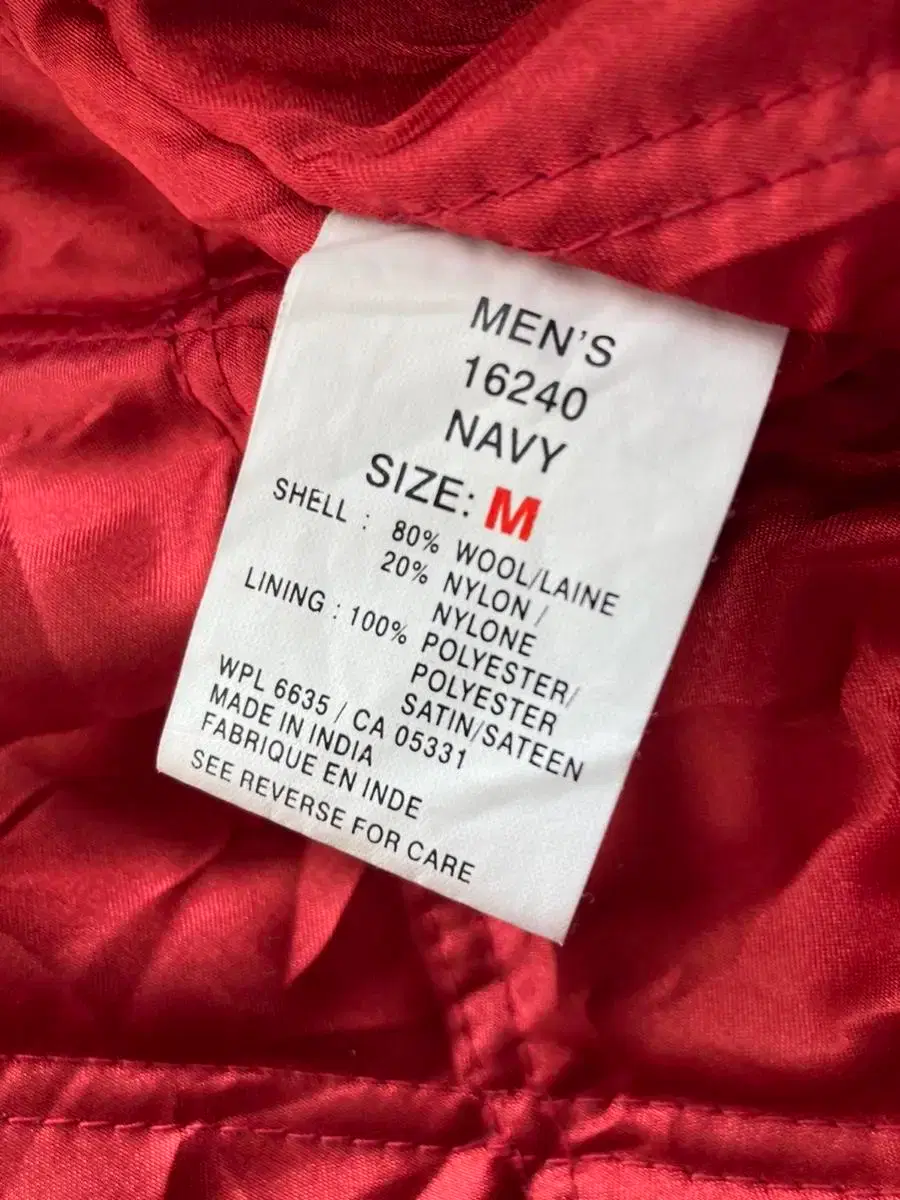 MEN'S
16240
NAVY
SIZE: M
SHELL : 80% WOOL/LAINE
20% NYLON /
NYLONE
LINING : 100% POLYESTER/
POLYESTER
SATIN/SATEEN
WPL 6635 / CA 05331
MADE IN INDIA
FABRIQUE EN INDE
SEE REVERSE FOR CARE